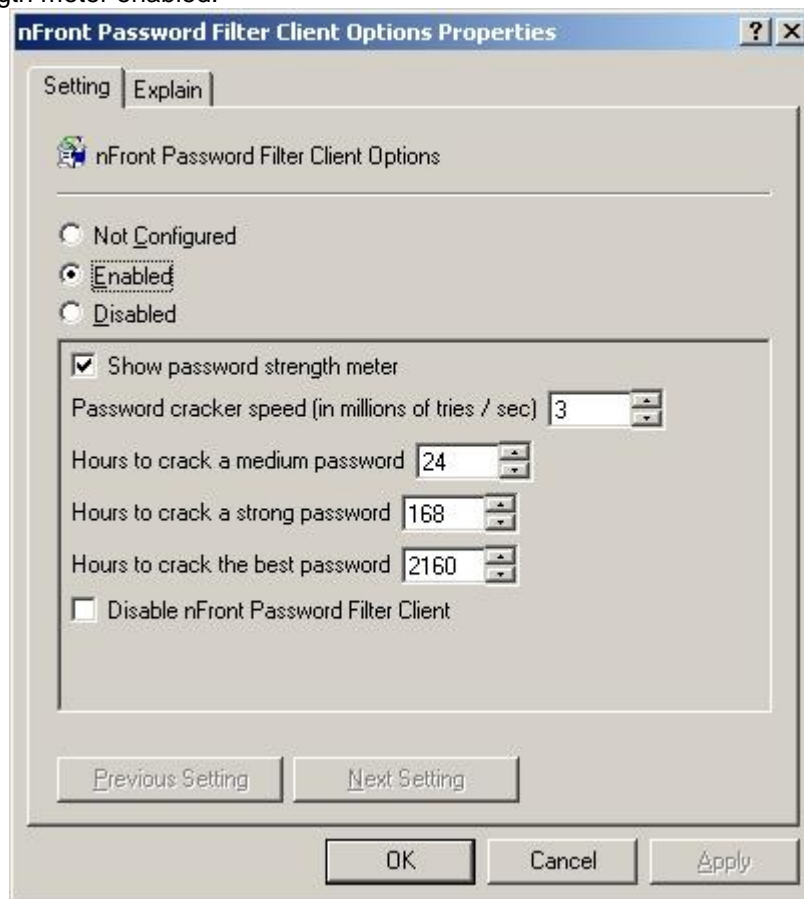 gth meter enabled.
nFront Password Filter Client Options Properties
Setting Explain
nFront Password Filter Client Options
Not Configured
Enabled
Disabled
Show password strength meter
Password cracker speed (in millions of tries / sec) 3
Hours to crack a medium password 24
Hours to crack a strong password 168
Hours to crack the best password 2160
Disable nFront Password Filter Client
Previous Setting Next Setting
OK Cancel Apply